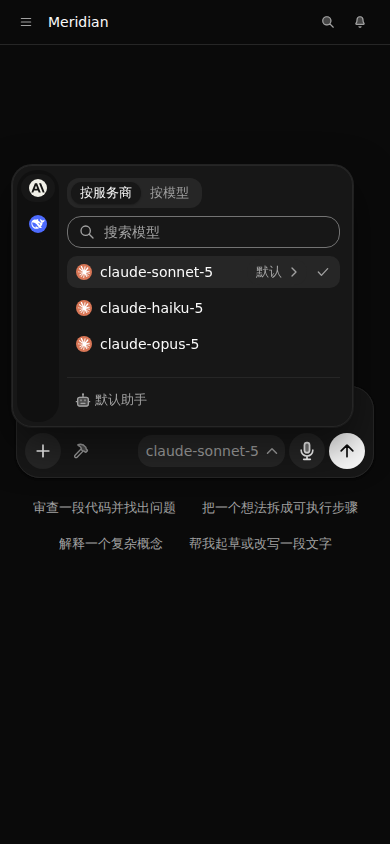 Meridian
按服务商 按模型
搜索模型
claude-sonnet-5 默认
claude-haiku-5
claude-opus-5
默认助手
claude-sonnet-5
审查一段代码并找出问题 把一个想法拆成可执行步骤
解释一个复杂概念 帮我起草或改写一段文字